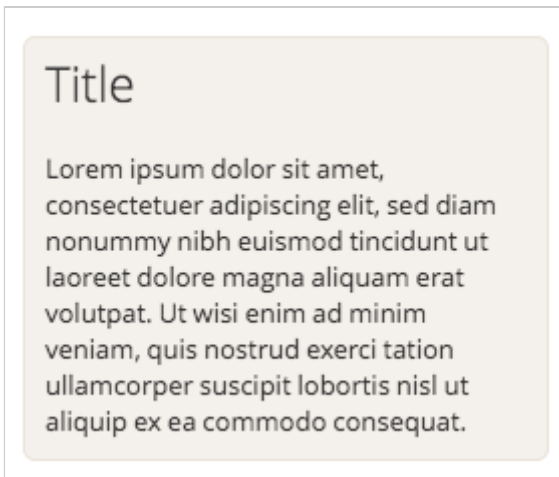 Title
Lorem ipsum dolor sit amet,
consectetuer adipiscing elit, sed diam
nonummy nibh euismod tincidunt ut
laoreet dolore magna aliquam erat
volutpat. Ut wisi enim ad minim
veniam, quis nostrud exerci tation
ullamcorper suscipit lobortis nisl ut
aliquip ex ea commodo consequat.